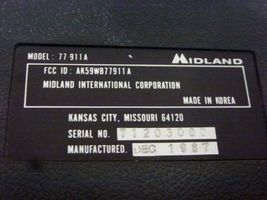 MODEL: 77 911A
MIDLAND
FCC ID: AK59WB77911A
MIDLAND INTERNATIONAL CORPORATION
MADE IN KOREA
KANSAS CITY, MISSOURI 64120
SERIAL NO. 71203000
MANUFACTURED. DEC 1987